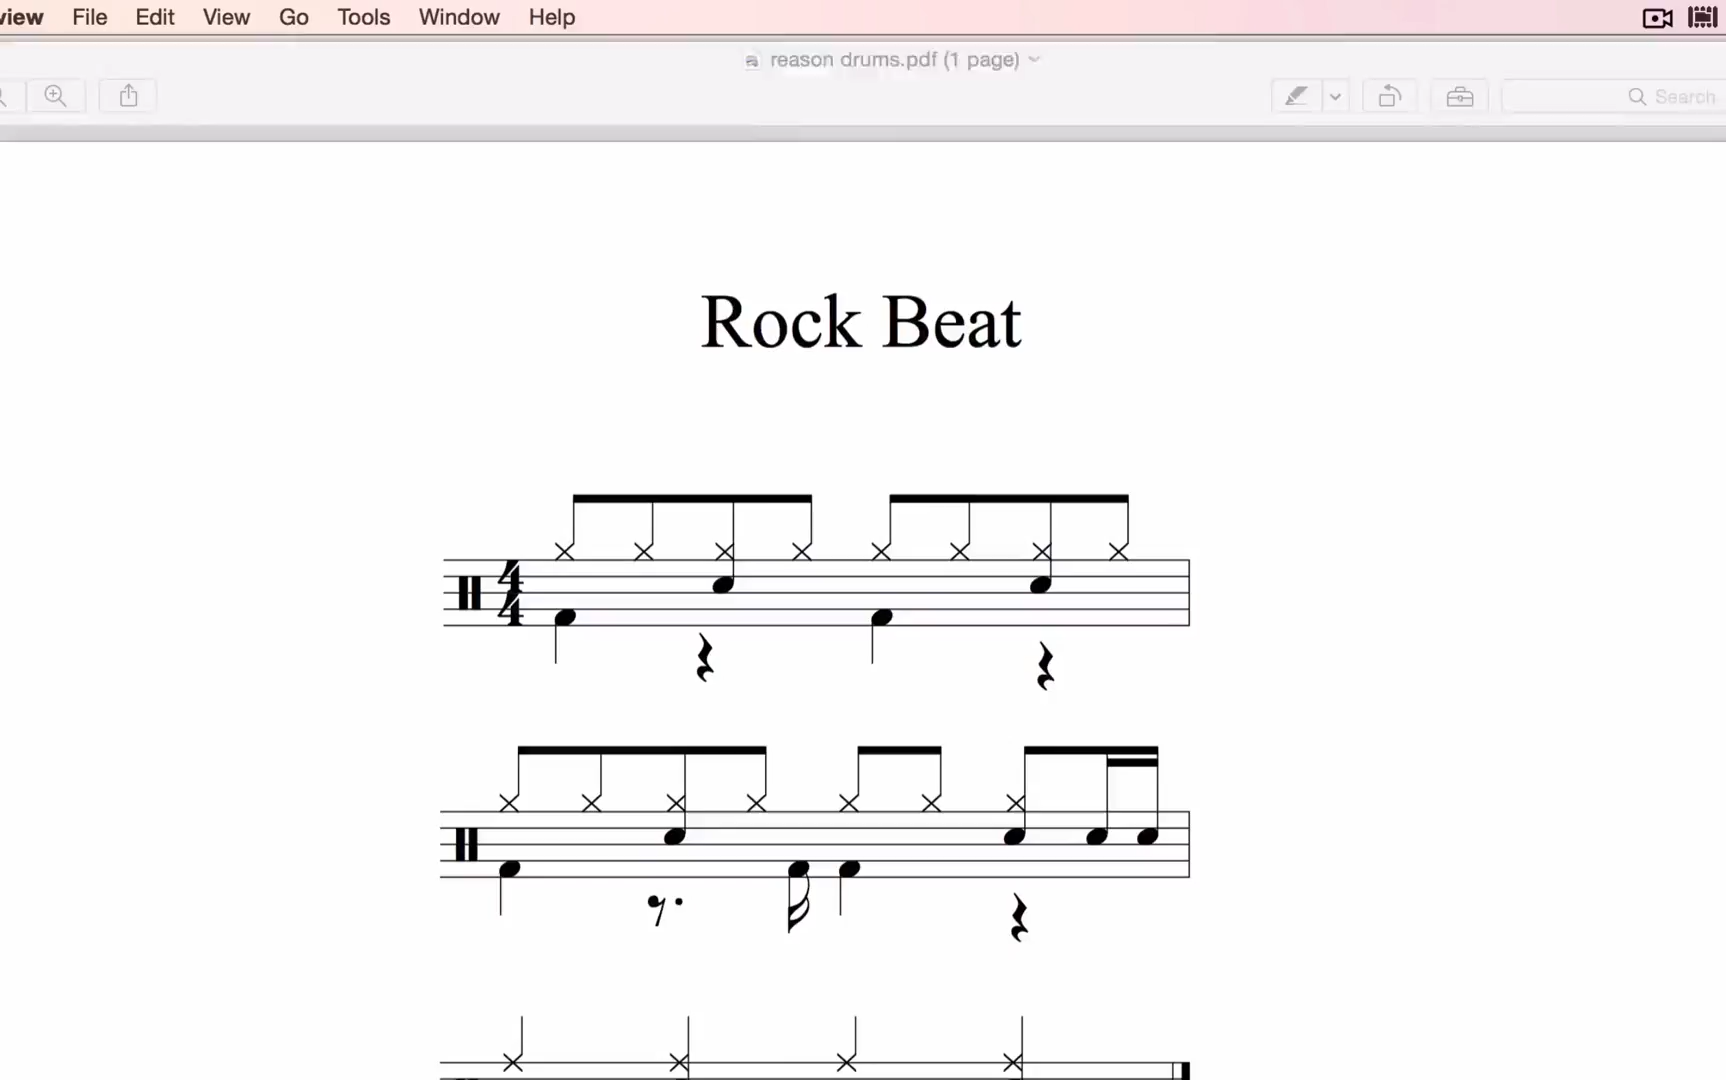 view File Edit View Go Tools Window Help
reason drums.pdf (1 page)
Search
Rock Beat
4
4